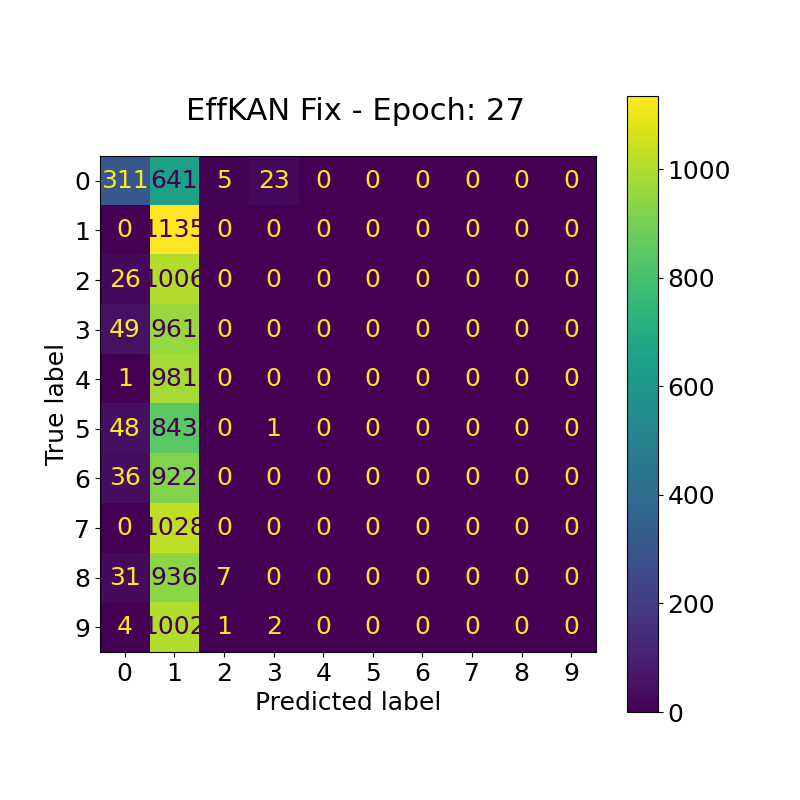 EffKAN Fix - Epoch: 27
0 311 641 5 23 0 0 0 0 0 0
1 0 1135 0 0 0 0 0 0 0 0
2 26 1006 0 0 0 0 0 0 0 0
3 49 961 0 0 0 0 0 0 0 0
4 1 981 0 0 0 0 0 0 0 0
5 48 843 0 1 0 0 0 0 0 0
6 36 922 0 0 0 0 0 0 0 0
7 0 1028 0 0 0 0 0 0 0 0
8 31 936 7 0 0 0 0 0 0 0
9 4 1002 1 2 0 0 0 0 0 0
0 1 2 3 4 5 6 7 8 9
Predicted label
True label
1000
800
600
400
200
0